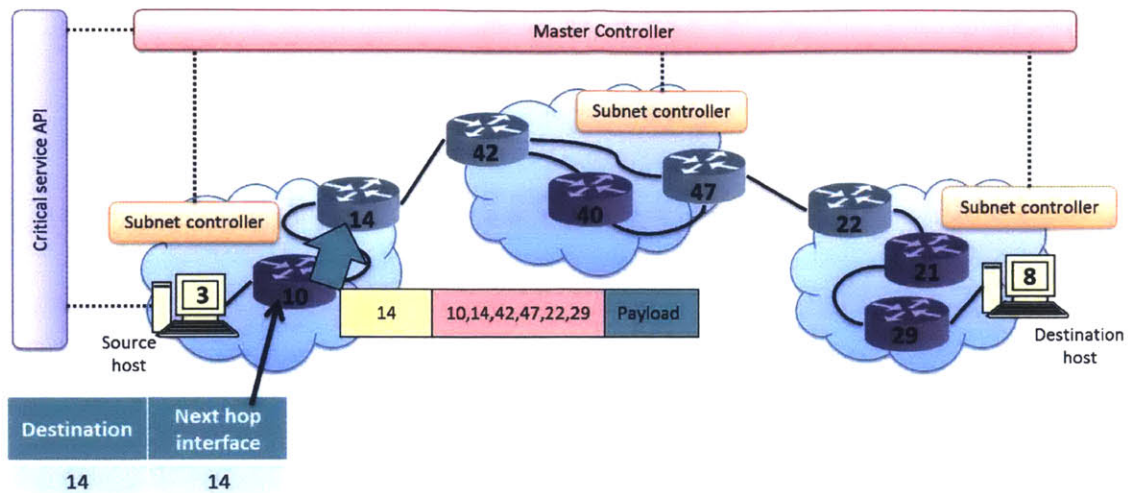 Master Controller
Critical service API
Subnet controller
42
47
40
14
Subnet controller
22
Subnet controller
21
8
3
10
29
14
10,14,42,47,22,29
Payload
Source
host
Destination
host
Destination
Next hop
interface
14
14